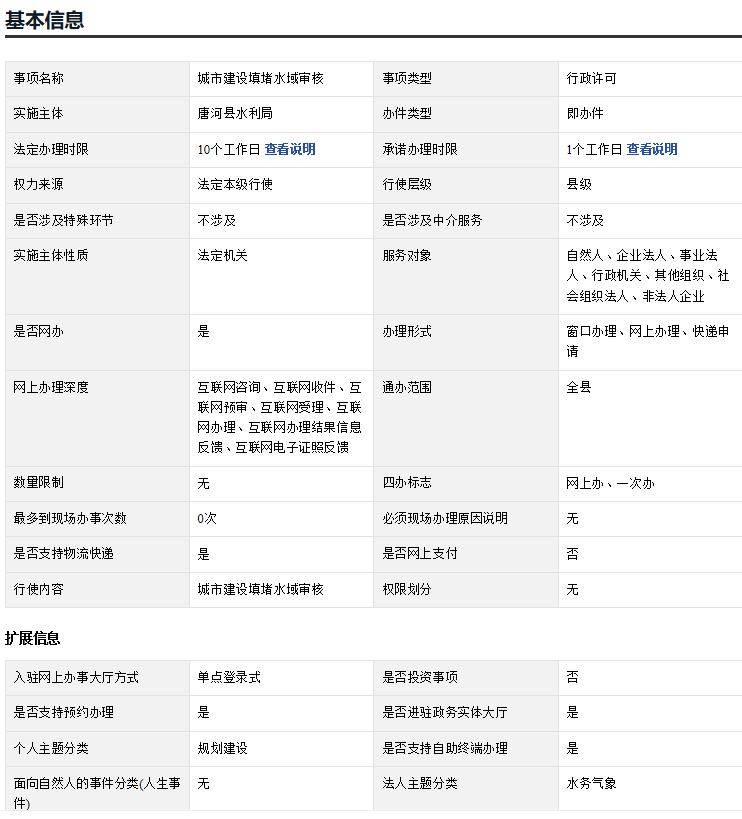 基本信息
事项名称 城市建设填堵水域审核 事项类型 行政许可
实施主体 唐河县水利局 办件类型 即办件
法定办理时限 10个工作日 查看说明 承诺办理时限 1个工作日 查看说明
权力来源 法定本级行使 行使层级 县级
是否涉及特殊环节 不涉及 是否涉及中介服务 不涉及
实施主体性质 法定机关 服务对象 自然人、企业法人、事业法
人、行政机关、其他组织、社
会组织法人、非法人企业
是否网办 是 办理形式 窗口办理、网上办理、快递申
请
网上办理深度 互联网咨询、互联网收件、互 通办范围 全县
联网预审、互联网受理、互联
网办理、互联网办理结果信息
反馈、互联网电子证照反馈
数量限制 无 四办标志 网上办、一次办
最多到现场办事次数 0次 必须现场办理原因说明 无
是否支持物流快递 是 是否网上支付 否
行使内容 城市建设填堵水域审核 权限划分 无
扩展信息
入驻网上办事大厅方式 单点登录式 是否投资事项 否
是否支持预约办理 是 是否进驻政务实体大厅 是
个人主题分类 规划建设 是否支持自助终端办理 是
面向自然人的事件分类(人生事 无 法人主题分类 水务气象
件)